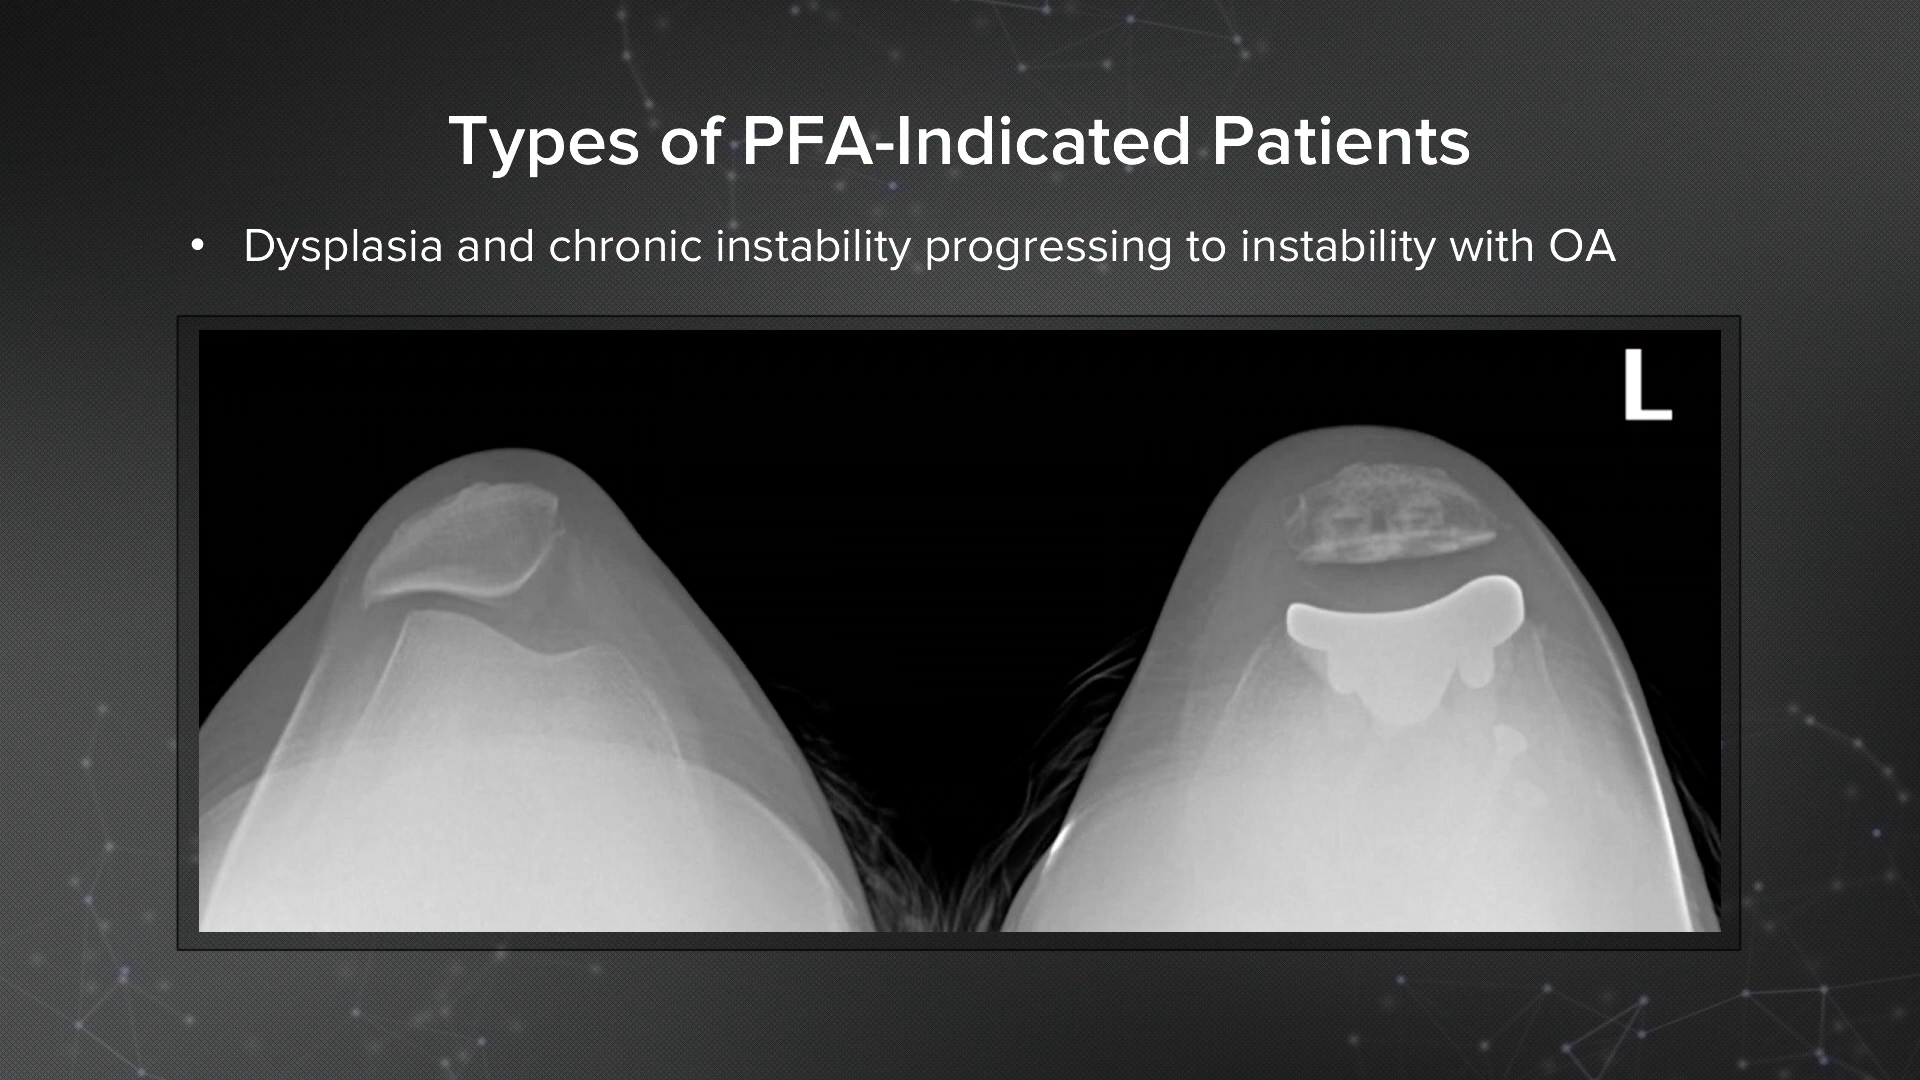 Types of PFA-Indicated Patients
• Dysplasia and chronic instability progressing to instability with OA
L